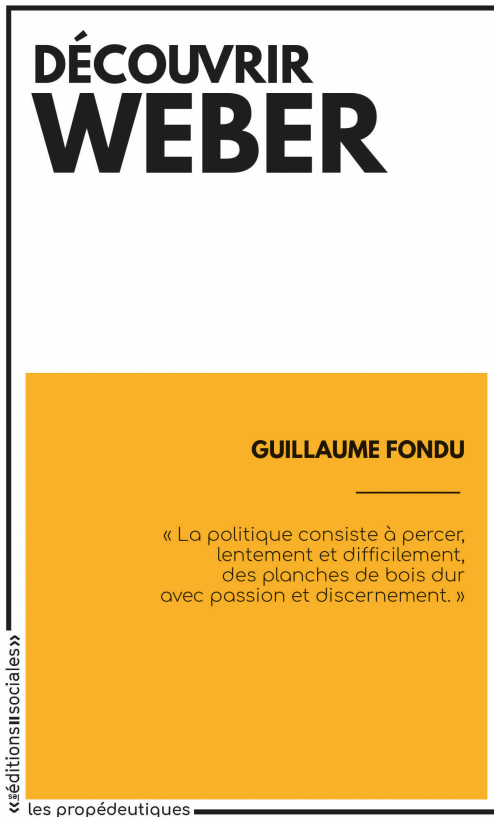 DÉCOUVRIR
WEBER
GUILLAUME FONDU
« La politique consiste à percer,
lentement et difficilement,
des planches de bois dur
avec passion et discernement. »
«les éditions sociales»
les propédeutiques